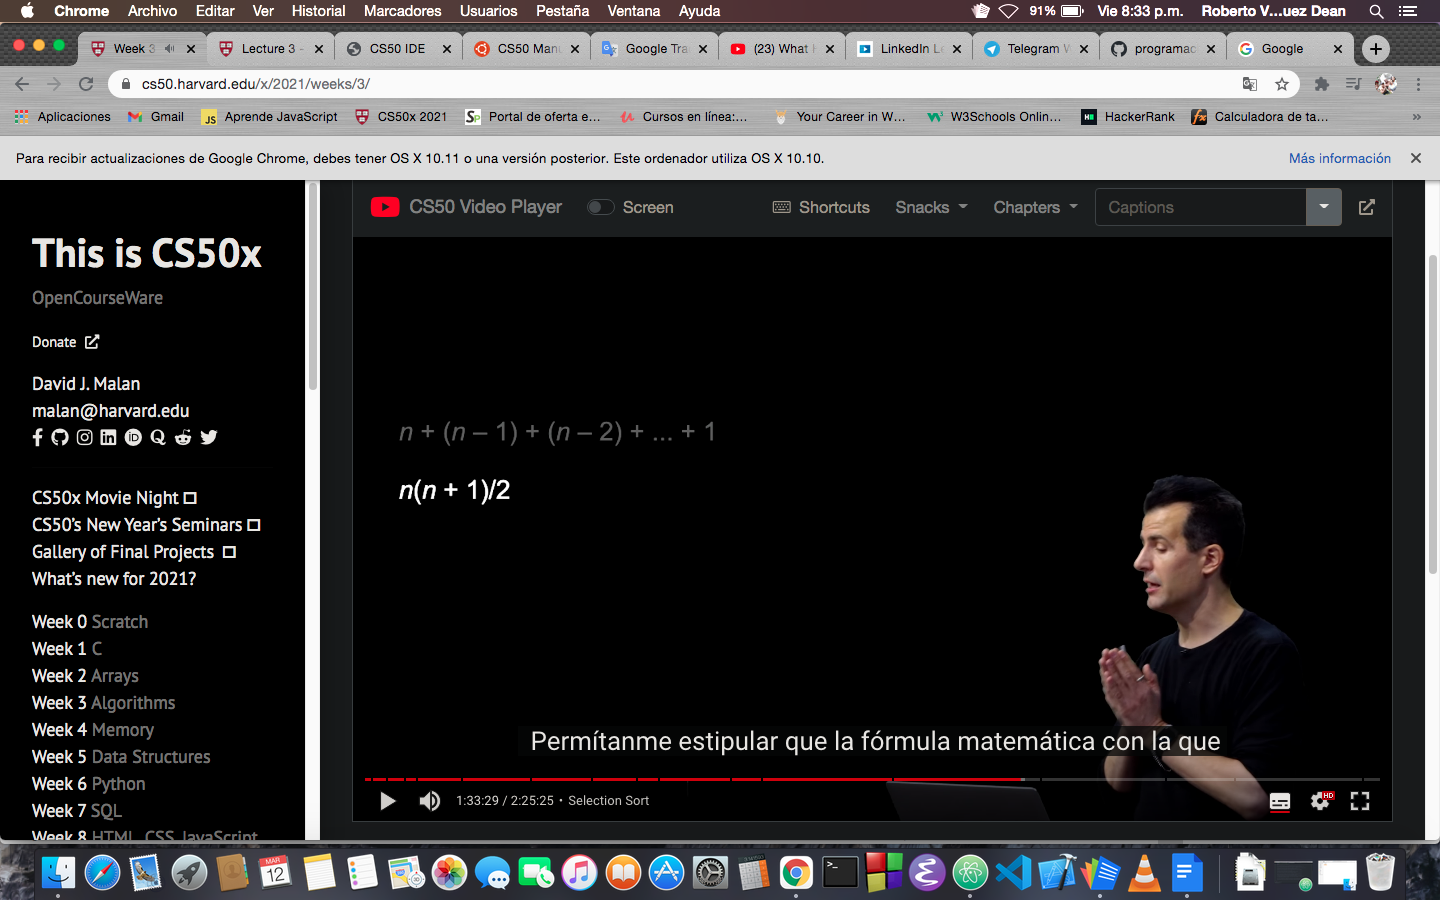 Chrome Archivo Editar Ver Historial Marcadores Usuarios Pestaña Ventana Ayuda 91% Vie 8:33 p.m. Roberto V...uez Dean
Week 3 Lecture 3 - CS50 IDE CS50 Manu Google Tra (23) What LinkedIn Le Telegram W programac Google
cs50.harvard.edu/x/2021/weeks/3/
Aplicaciones Gmail Aprende JavaScript CS50x 2021 Portal de oferta e... Cursos en línea:... Your Career in W... W3Schools Onlin... HackerRank Calculadora de ta... »
Para recibir actualizaciones de Google Chrome, debes tener OS X 10.11 o una versión posterior. Este ordenador utiliza OS X 10.10. Más información
This is CS50x
OpenCourseWare
Donate
David J. Malan
malan@harvard.edu
CS50x Movie Night
CS50's New Year's Seminars
Gallery of Final Projects
What's new for 2021?
Week 0 Scratch
Week 1 C
Week 2 Arrays
Week 3 Algorithms
Week 4 Memory
Week 5 Data Structures
Week 6 Python
Week 7 SQL
Week 8 HTML, CSS, JavaScript
CS50 Video Player Screen Shortcuts Snacks Chapters Captions
n + (n – 1) + (n – 2) + ... + 1
n(n + 1)/2
Permítanme estipular que la fórmula matemática con la que
1:33:29 / 2:25:25 • Selection Sort
HD
MAR
12